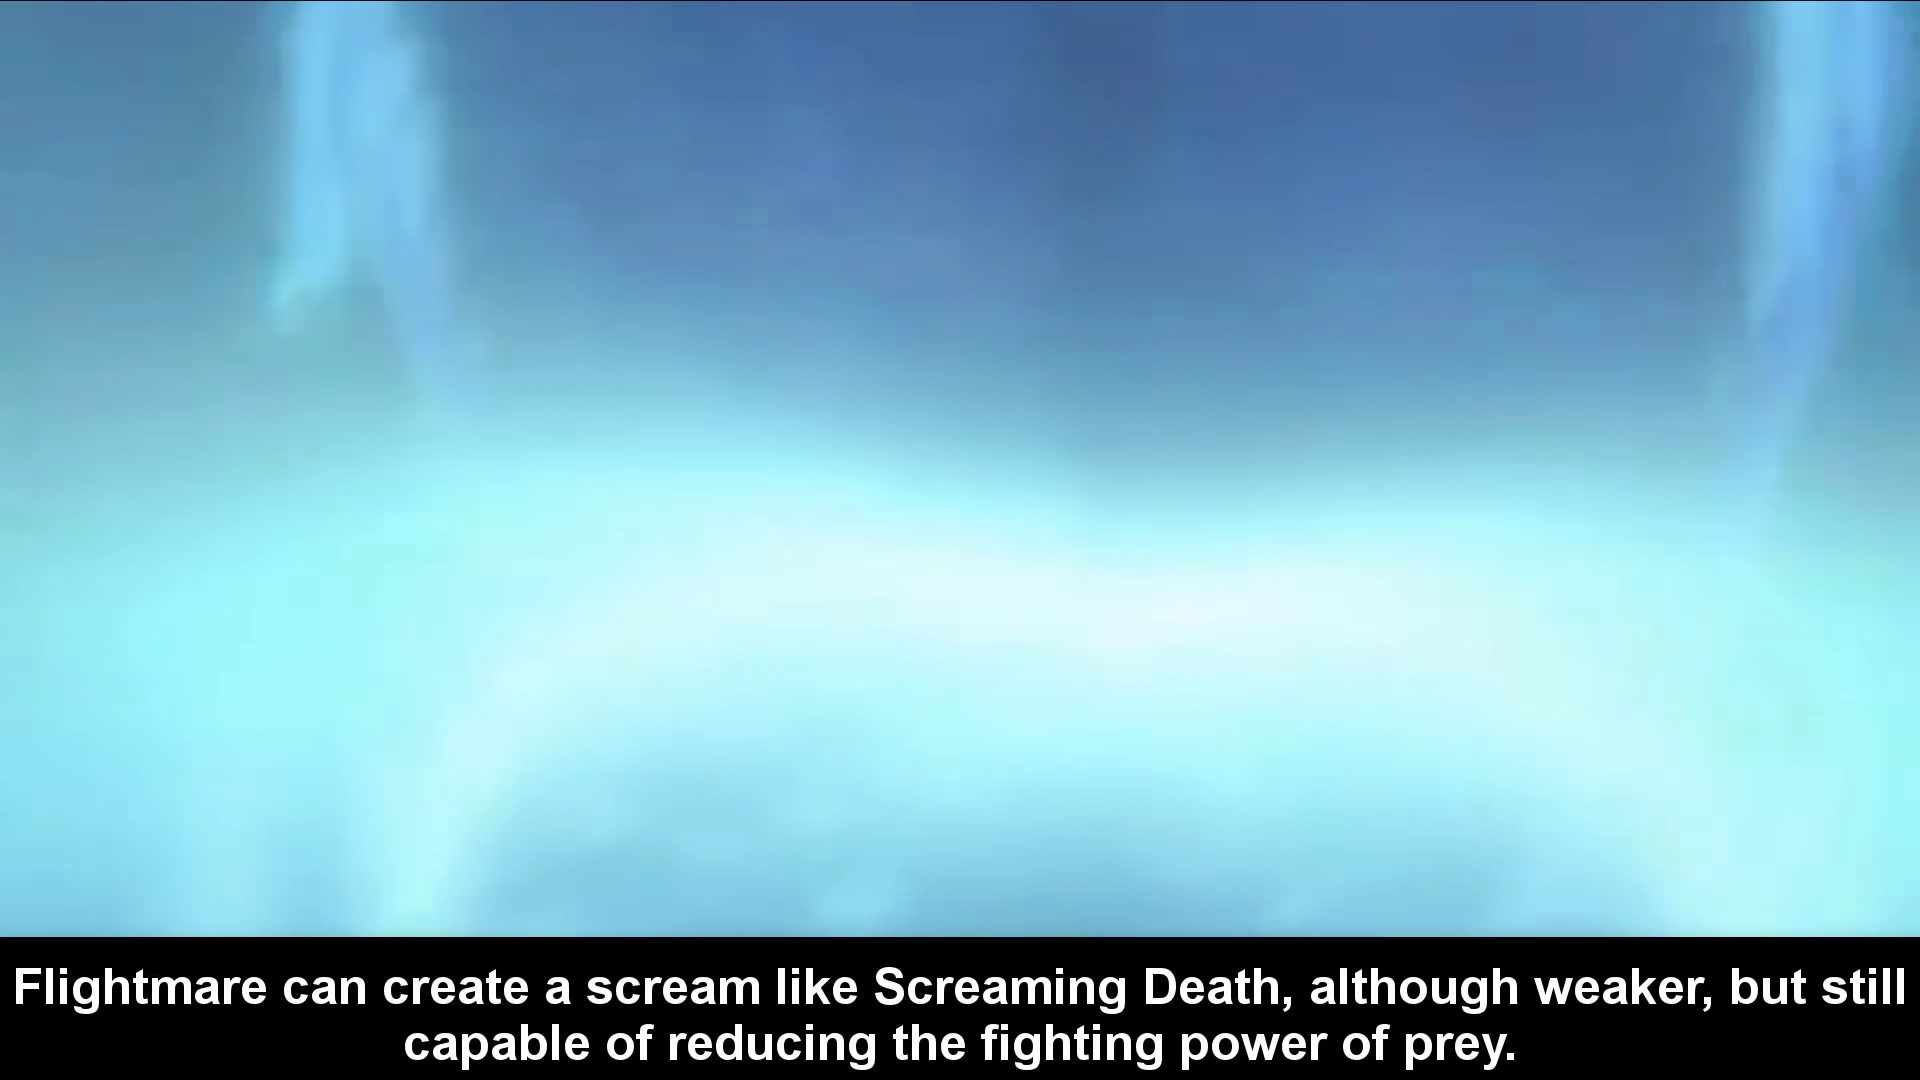 Flightmare can create a scream like Screaming Death, although weaker, but still
capable of reducing the fighting power of prey.